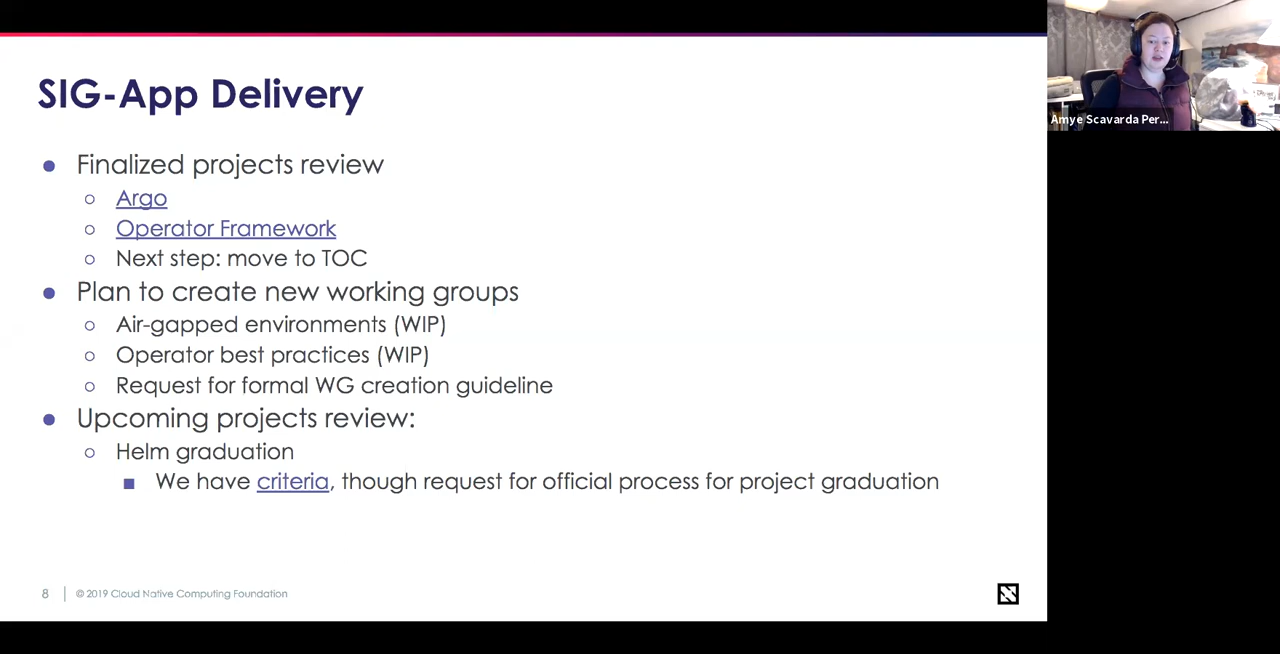 SIG-App Delivery
● Finalized projects review
○ Argo
○ Operator Framework
○ Next step: move to TOC
● Plan to create new working groups
○ Air-gapped environments (WIP)
○ Operator best practices (WIP)
○ Request for formal WG creation guideline
● Upcoming projects review:
○ Helm graduation
■ We have criteria, though request for official process for project graduation
8 | © 2019 Cloud Native Computing Foundation
Amye Scavarda Per...